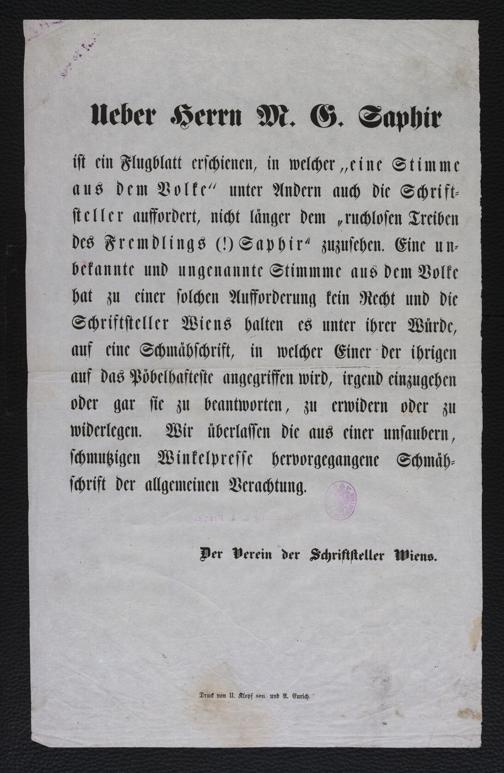 Ueber Herrn M. G. Saphir
ist ein Flugblatt erschienen, in welcher „eine Stimme
aus dem Volke“ unter Andern auch die Schrift-
steller auffordert, nicht länger dem „ruchlosen Treiben
des Fremdlings (!) Saphir“ zuzusehen. Eine un-
bekannte und ungenannte Stimmme aus dem Volke
hat zu einer solchen Aufforderung kein Recht und die
Schriftsteller Wiens halten es unter ihrer Würde,
auf eine Schmähschrift, in welcher Einer der ihrigen
auf das Pöbelhafteste angegriffen wird, irgend einzugehen
oder gar sie zu beantworten, zu erwidern oder zu
widerlegen. Wir überlassen die aus einer unsaubern,
schmutzigen Winkelpresse hervorgegangene Schmäh-
schrift der allgemeinen Verachtung.
Der Verein der Schriftsteller Wiens.
Druck von U. Klopf sen. und A. Eurich.